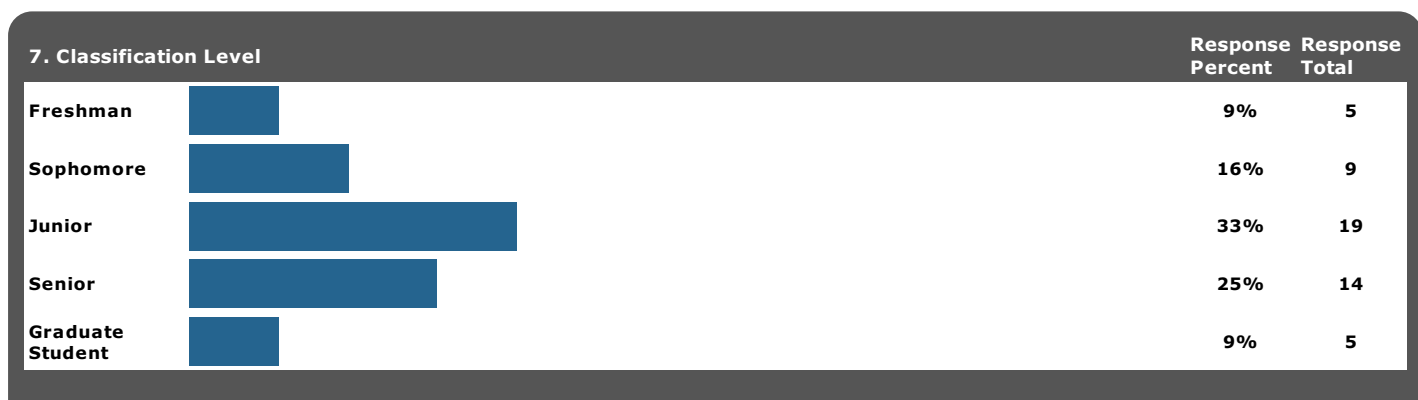 7. Classification Level Response Response
Percent Total
Freshman 9% 5
Sophomore 16% 9
Junior 33% 19
Senior 25% 14
Graduate
Student 9% 5